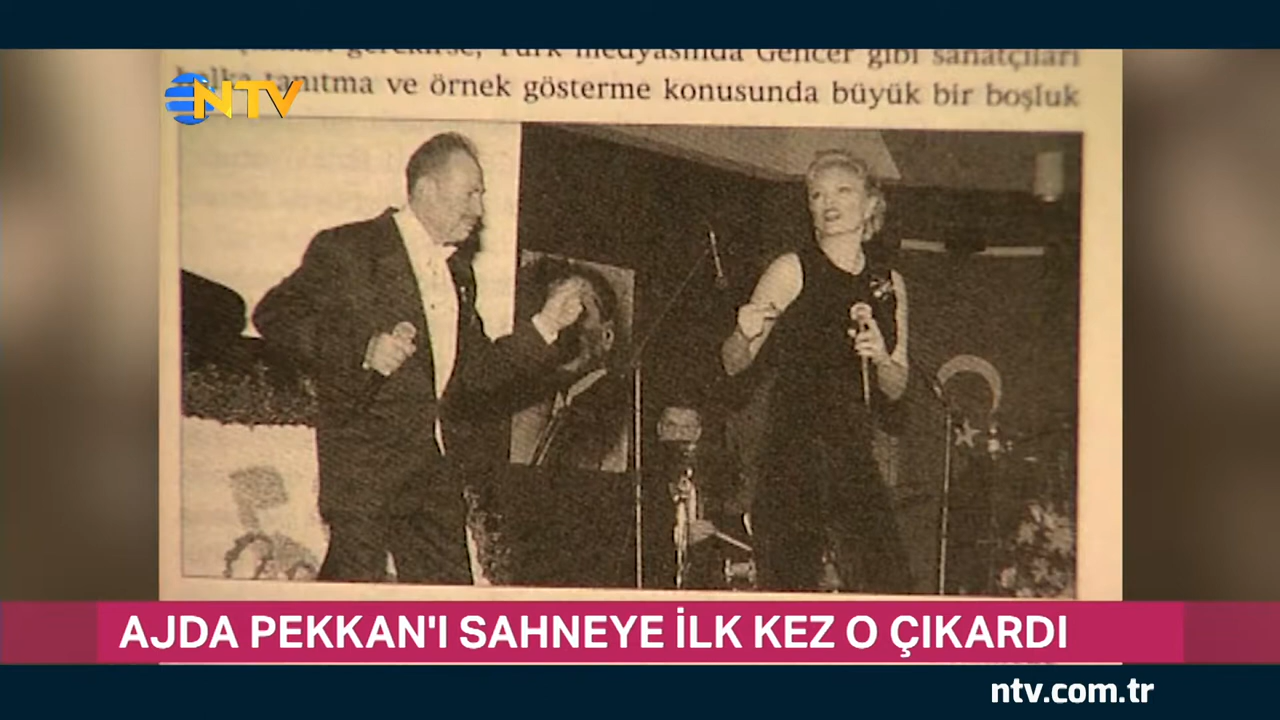 gerekirse, Türk medyasında Gencer gibi sanatçıları
halka tanıtma ve örnek gösterme konusunda büyük bir boşluk
NTV
AJDA PEKKAN'I SAHNEYE İLK KEZ O ÇIKARDI
ntv.com.tr